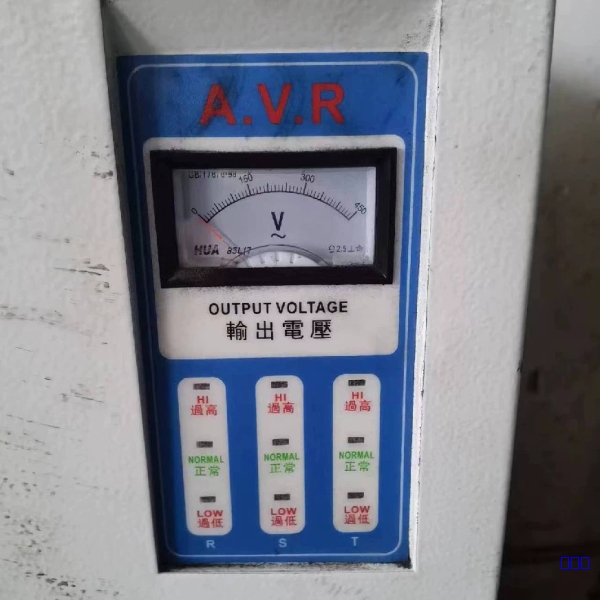 A.V.R
0 150 300 450
V
~
HUA
OUTPUT VOLTAGE
輸出電壓
HI HI HI
過高 過高 過高
NORMAL NORMAL NORMAL
正常 正常 正常
LOW LOW LOW
過低 過低 過低
R S T